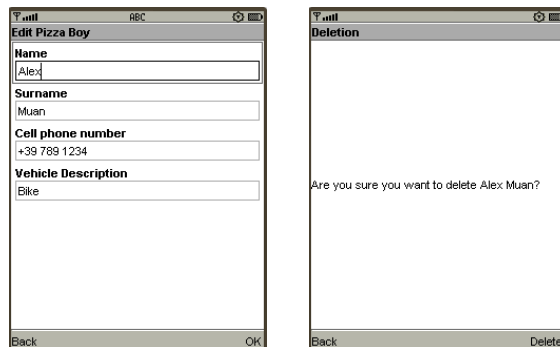 ABC
Edit Pizza Boy
Name
Alex
Surname
Muan
Cell phone number
+39 789 1234
Vehicle Description
Bike
Back OK
Deletion
Are you sure you want to delete Alex Muan?
Back Delete